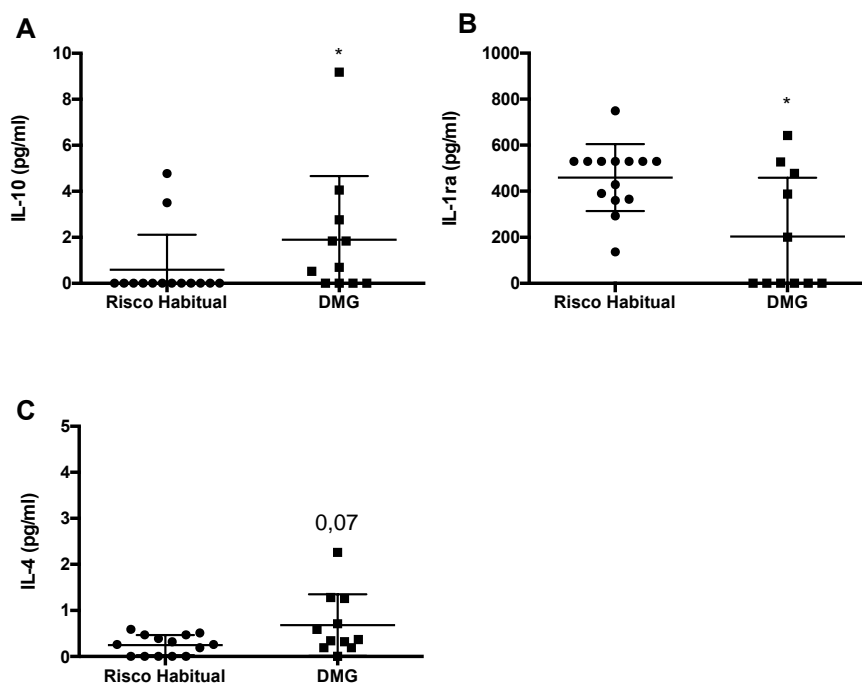 A
10
8
6
4
2
0
IL-10 (pg/ml)
*
Risco Habitual
DMG
B
1000
800
600
400
200
0
IL-1ra (pg/ml)
*
Risco Habitual
DMG
C
5
4
3
2
1
0
IL-4 (pg/ml)
0,07
Risco Habitual
DMG